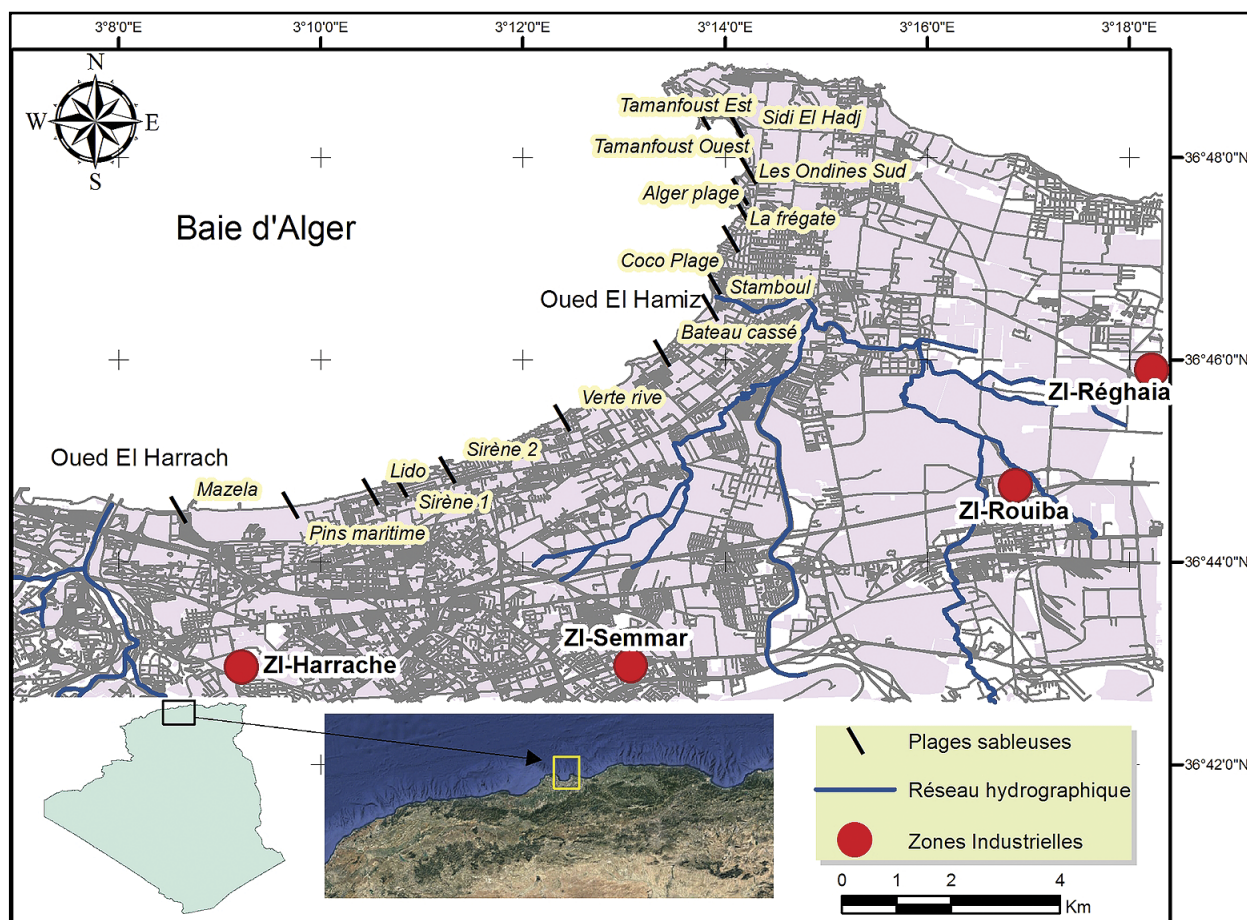 3°8'0"E
3°10'0"E
3°12'0"E
3°14'0"E
3°16'0"E
3°18'0"E
N
W
E
S
Tamanfoust Est
Sidi El Hadj
Tamanfoust Ouest
36°48'0"N
Les Ondines Sud
Alger plage
La frégate
Baie d'Alger
Coco Plage
Stamboul
Oued El Hamiz
Bateau cassé
36°46'0"N
ZI-Réghaia
Verte rive
Sirène 2
Oued El Harrach
Lido
Mazela
Sirène 1
ZI-Rouiba
Pins maritime
36°44'0"N
ZI-Semmar
ZI-Harrache
36°42'0"N
Plages sableuses
Réseau hydrographique
Zones Industrielles
0 1 2 4
Km